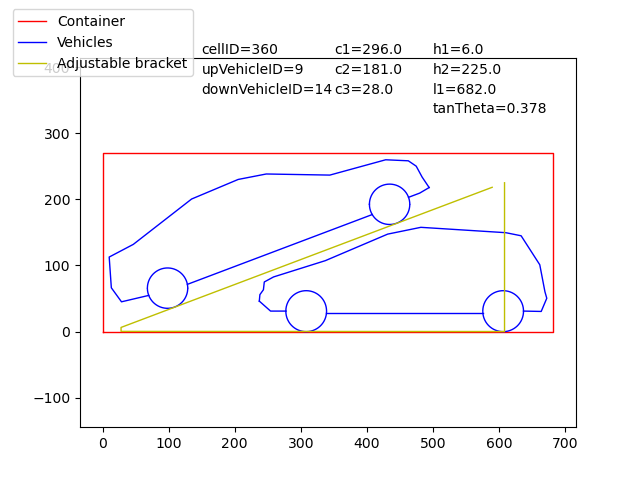 Container
Vehicles
Adjustable bracket
cellID=360 c1=296.0 h1=6.0
upVehicleID=9 c2=181.0 h2=225.0
downVehicleID=14 c3=28.0 l1=682.0
tanTheta=0.378
400
300
200
100
0
−100
0 100 200 300 400 500 600 700